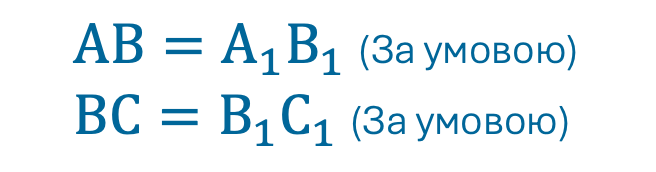 AB = A₁B₁ (За умовою)
BC = B₁C₁ (За умовою)